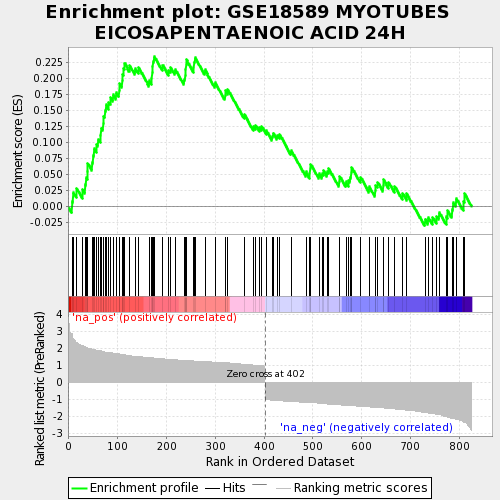 Enrichment plot: GSE18589 MYOTUBES
EICOSAPENTAENOIC ACID 24H
Enrichment score (ES)
0.225
0.200
0.175
0.150
0.125
0.100
0.075
0.050
0.025
0.000
-0.025
'na_pos' (positively correlated)
Ranked list metric (PreRanked)
4
3
2
1
0
-1
-2
-3
Zero cross at 402
'na_neg' (negatively correlated)
0 100 200 300 400 500 600 700 800
Rank in Ordered Dataset
Enrichment profile Hits Ranking metric scores